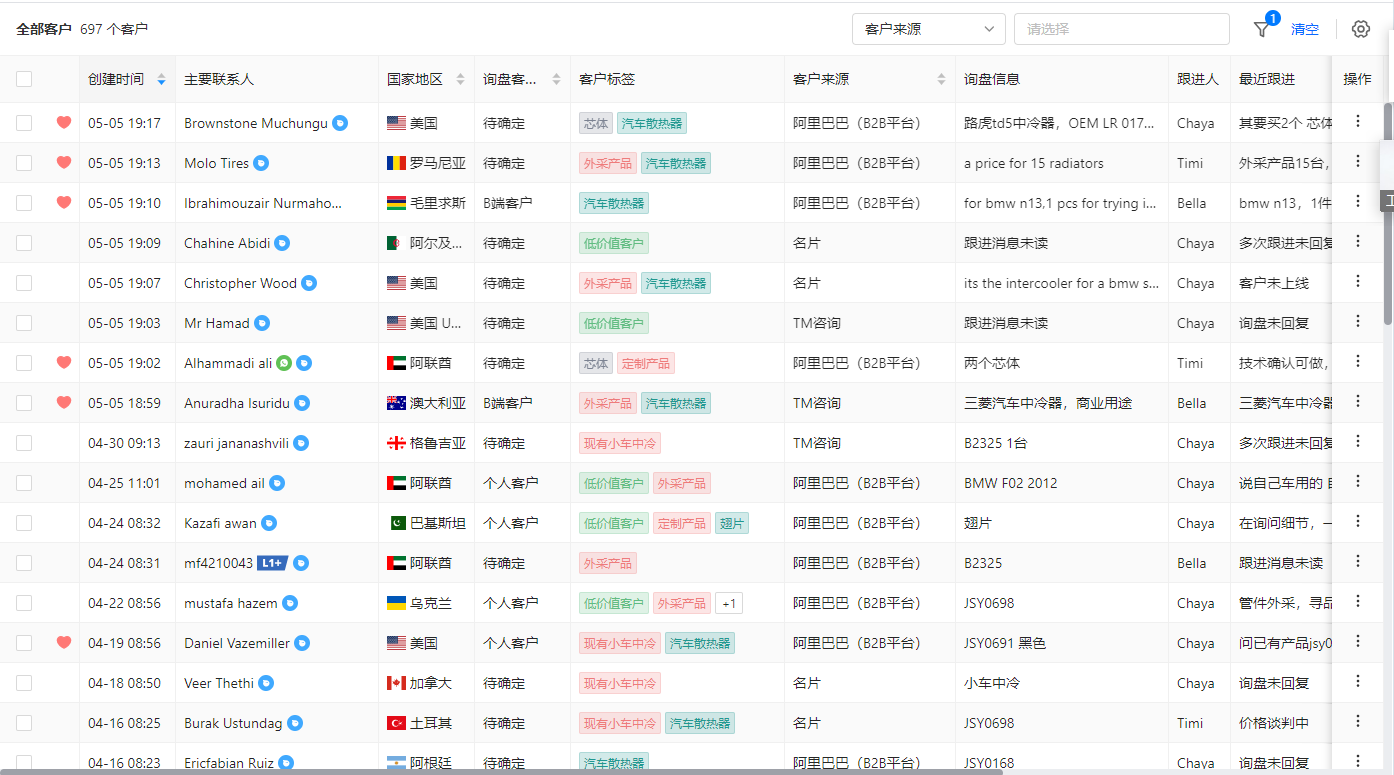 全部客户 697 个客户 客户来源 请选择 1 清空
创建时间 主要联系人 国家地区 询盘客... 客户标签 客户来源 询盘信息 跟进人 最近跟进 操作
05-05 19:17 Brownstone Muchungu 美国 待确定 芯体 汽车散热器 阿里巴巴（B2B平台） 路虎td5中冷器，OEM LR 017... Chaya 其要买2个 芯体
05-05 19:13 Molo Tires 罗马尼亚 待确定 外采产品 汽车散热器 阿里巴巴（B2B平台） a price for 15 radiators Timi 外采产品15台，
05-05 19:10 Ibrahimouzair Nurmaho... 毛里求斯 B端客户 汽车散热器 阿里巴巴（B2B平台） for bmw n13,1 pcs for trying i... Bella bmw n13，1件
05-05 19:09 Chahine Abidi 阿尔及... 待确定 低价值客户 名片 跟进消息未读 Chaya 多次跟进未回复
05-05 19:07 Christopher Wood 美国 待确定 外采产品 汽车散热器 名片 its the intercooler for a bmw s... Chaya 客户未上线
05-05 19:03 Mr Hamad 美国 U... 待确定 低价值客户 TM咨询 跟进消息未读 Chaya 询盘未回复
05-05 19:02 Alhammadi ali 阿联酋 待确定 芯体 定制产品 阿里巴巴（B2B平台） 两个芯体 Timi 技术确认可做，
05-05 18:59 Anuradha Isuridu 澳大利亚 B端客户 外采产品 汽车散热器 TM咨询 三菱汽车中冷器，商业用途 Bella 三菱汽车中冷器
04-30 09:13 zauri jananashvili 格鲁吉亚 待确定 现有小车中冷 TM咨询 B2325 1台 Chaya 多次跟进未回复
04-25 11:01 mohamed ail 阿联酋 个人客户 低价值客户 外采产品 阿里巴巴（B2B平台） BMW F02 2012 Chaya 说自己车用的
04-24 08:32 Kazafi awan 巴基斯坦 个人客户 低价值客户 定制产品 翅片 阿里巴巴（B2B平台） 翅片 Chaya 在询问细节，一
04-24 08:31 mf4210043 L1+ 阿联酋 待确定 外采产品 阿里巴巴（B2B平台） B2325 Bella 跟进消息未读
04-22 08:56 mustafa hazem 乌克兰 个人客户 低价值客户 外采产品 +1 阿里巴巴（B2B平台） JSY0698 Chaya 管件外采，寻品
04-19 08:56 Daniel Vazemiller 美国 个人客户 现有小车中冷 汽车散热器 阿里巴巴（B2B平台） JSY0691 黑色 Chaya 问已有产品jsy0
04-18 08:50 Veer Thethi 加拿大 待确定 现有小车中冷 名片 小车中冷 Chaya 询盘未回复
04-16 08:25 Burak Ustundag 土耳其 待确定 现有小车中冷 汽车散热器 名片 JSY0698 Timi 价格谈判中
04-16 08:23 Ericfabian Ruiz 阿根廷 待确定 汽车散热器 阿里巴巴（B2B平台） JSY0168 Chaya 询盘未回复